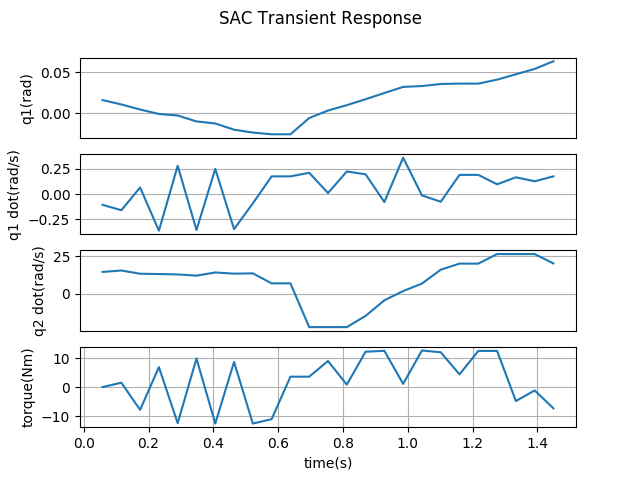 SAC Transient Response
q1(rad)
0.05
0.00
q1 dot(rad/s)
0.25
0.00
−0.25
q2 dot(rad/s)
25
0
torque(Nm)
10
0
−10
0.0 0.2 0.4 0.6 0.8 1.0 1.2 1.4
time(s)